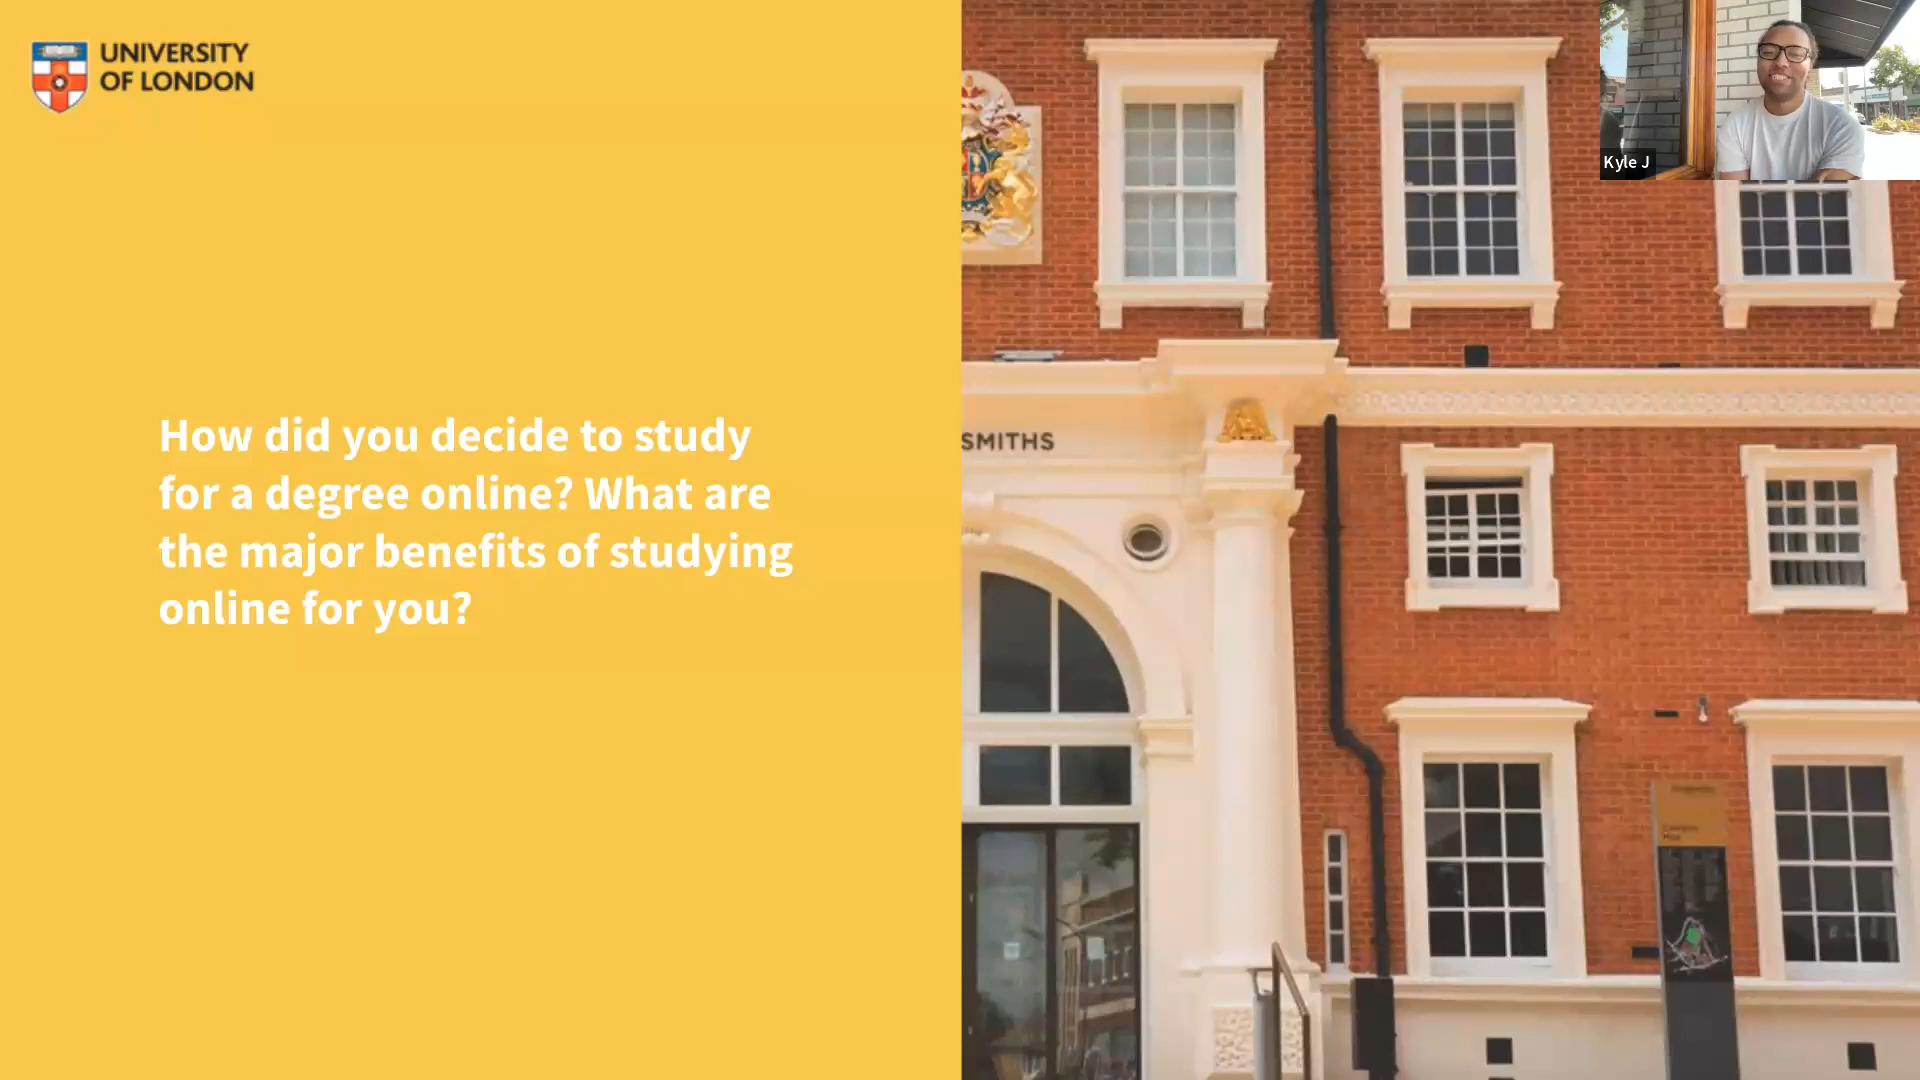 UNIVERSITY
OF LONDON
How did you decide to study
for a degree online? What are
the major benefits of studying
online for you?
SMITHS
Kyle J